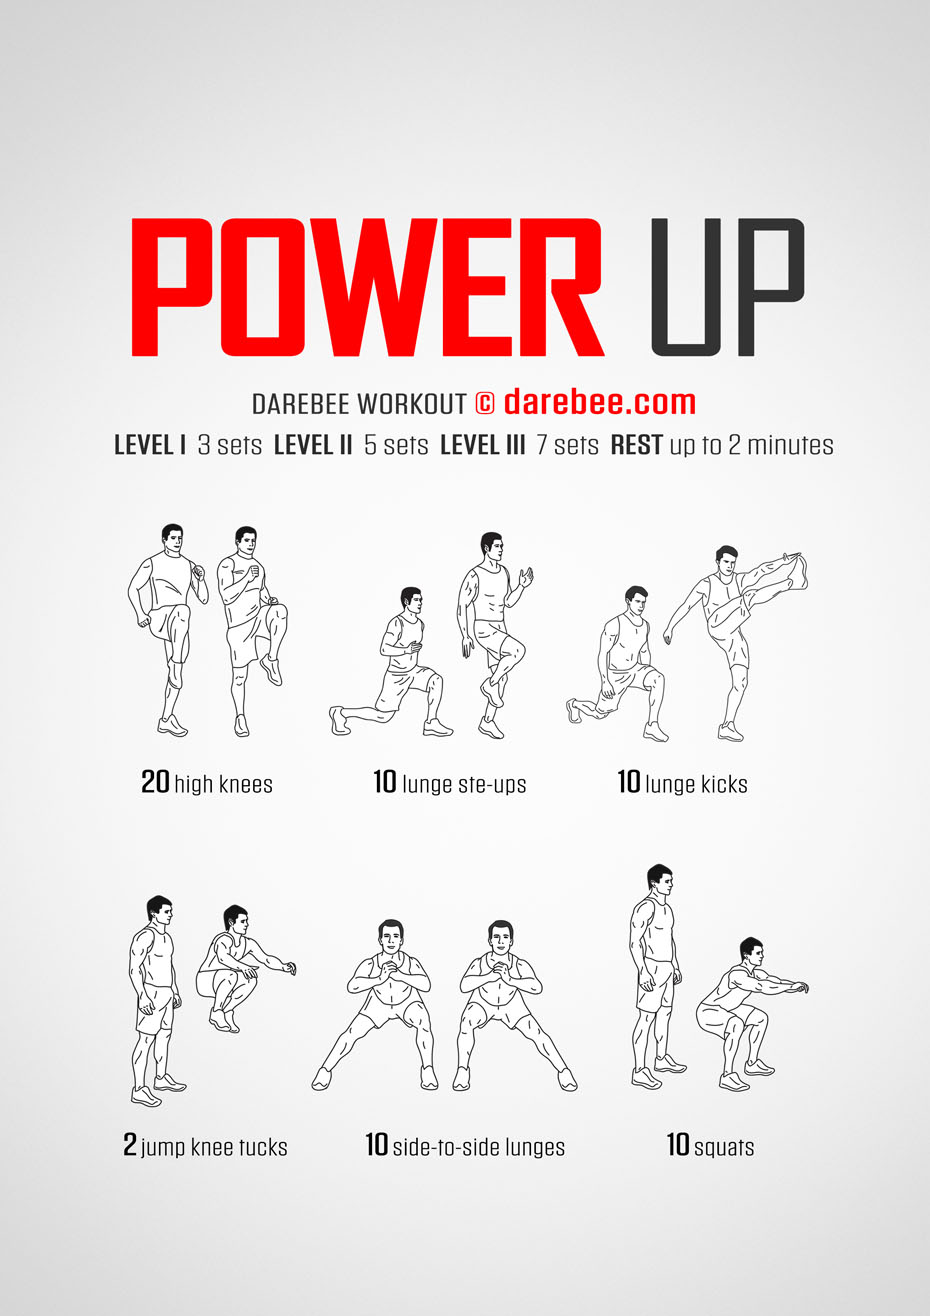 POWER UP
DAREBEE WORKOUT © darebee.com
LEVEL I 3 sets LEVEL II 5 sets LEVEL III 7 sets REST up to 2 minutes
20 high knees
10 lunge ste-ups
10 lunge kicks
2 jump knee tucks
10 side-to-side lunges
10 squats